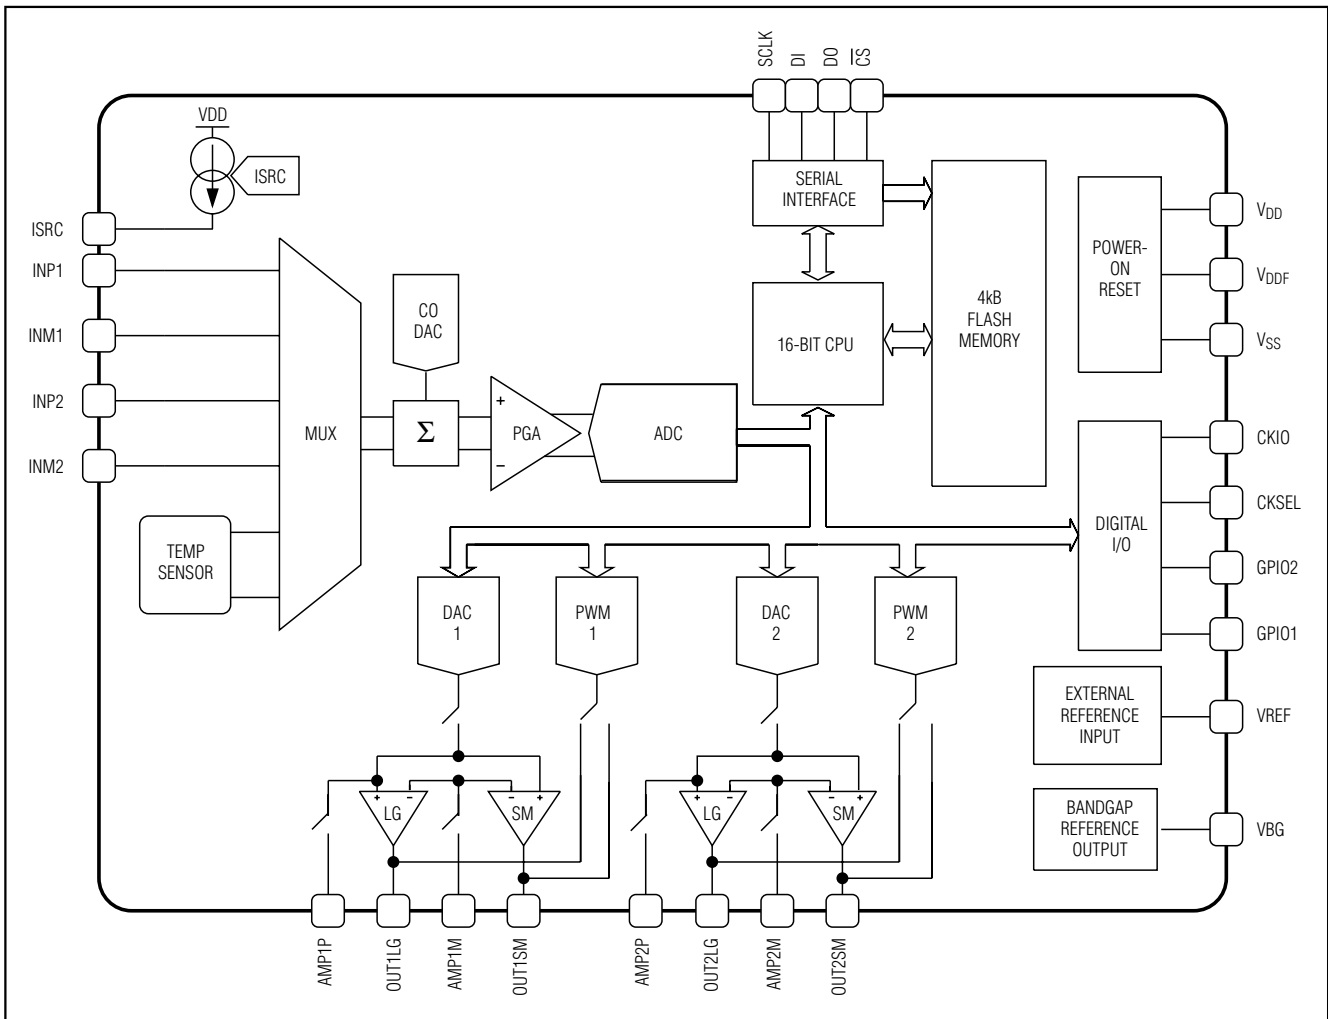 SCLK
DI
DO
CS
VDD
ISRC
ISRC
INP1
INM1
INP2
INM2
TEMP
SENSOR
MUX
CO
DAC
Σ
+
−
PGA
ADC
SERIAL
INTERFACE
16-BIT CPU
4kB
FLASH
MEMORY
POWER-
ON
RESET
VDD
VDDF
VSS
DIGITAL
I/O
CKIO
CKSEL
GPIO2
GPIO1
EXTERNAL
REFERENCE
INPUT
VREF
BANDGAP
REFERENCE
OUTPUT
VBG
DAC
1
PWM
1
DAC
2
PWM
2
+ −
LG
− +
SM
+ −
LG
− +
SM
AMP1P
OUT1LG
AMP1M
OUT1SM
AMP2P
OUT2LG
AMP2M
OUT2SM